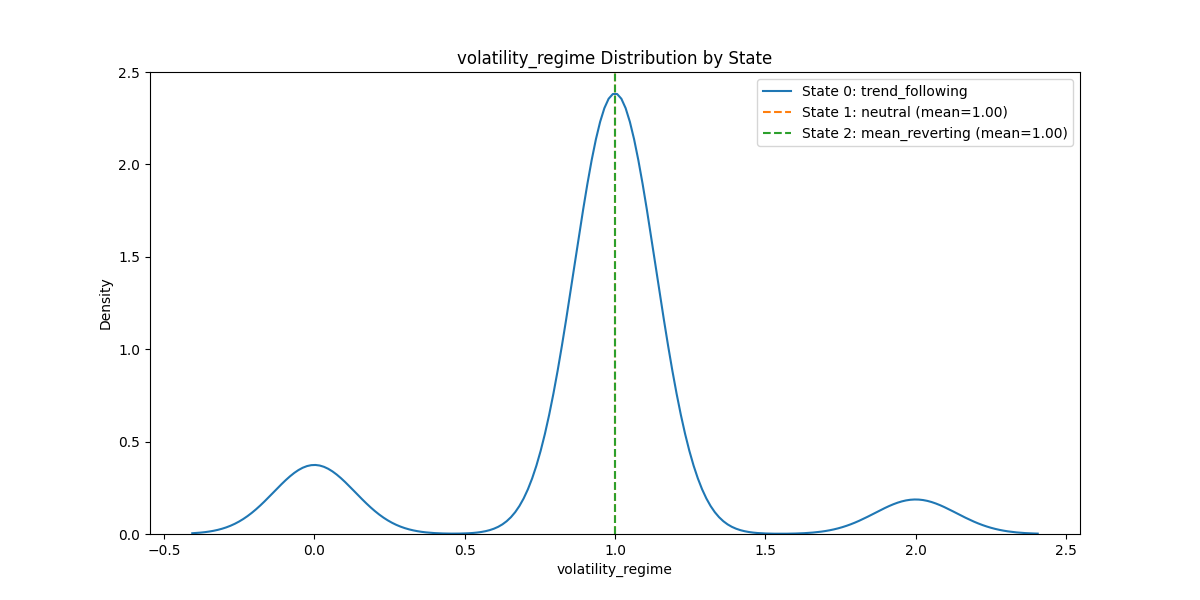 volatility_regime Distribution by State
State 0: trend_following
State 1: neutral (mean=1.00)
State 2: mean_reverting (mean=1.00)
2.5
2.0
1.5
1.0
0.5
0.0
Density
−0.5 0.0 0.5 1.0 1.5 2.0 2.5
volatility_regime